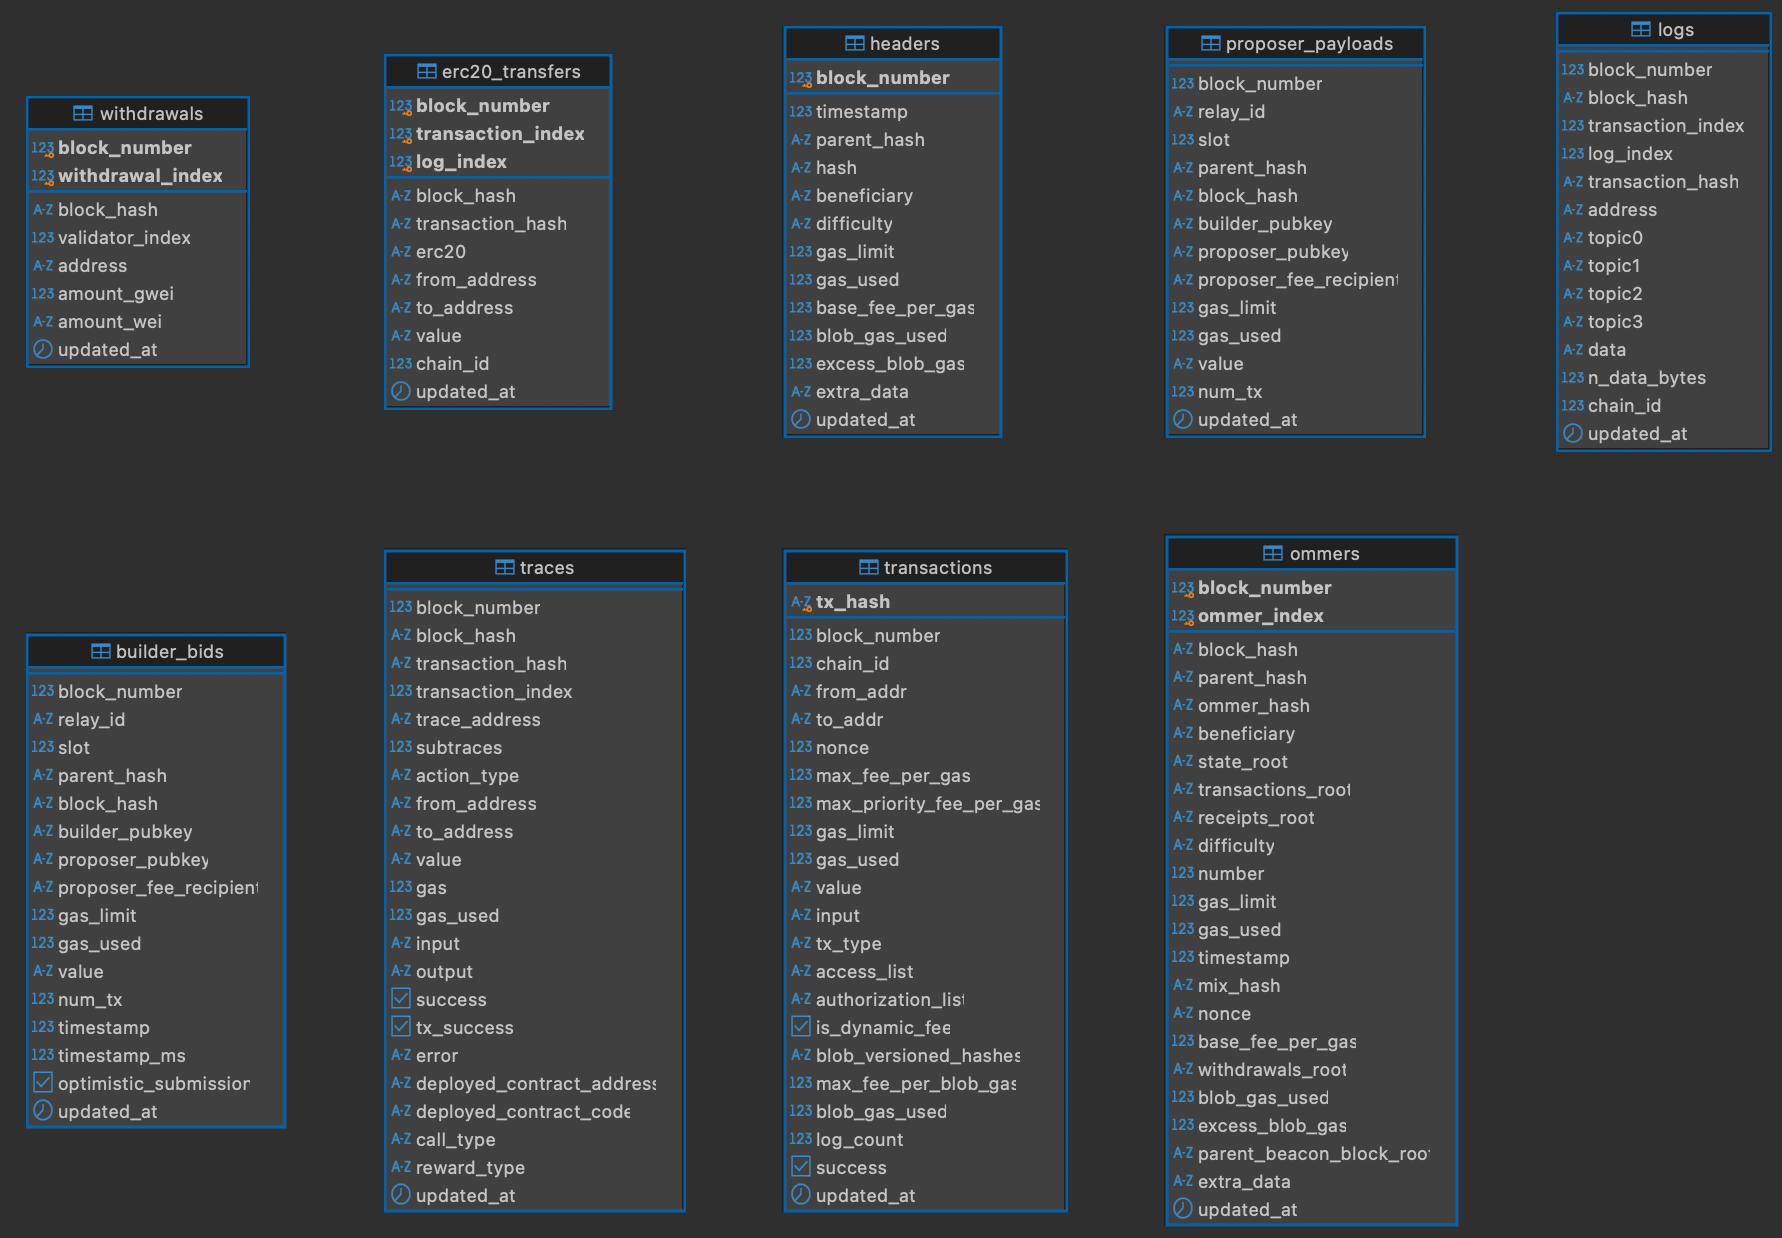 withdrawals
123 block_number
123 withdrawal_index
A-Z block_hash
123 validator_index
A-Z address
123 amount_gwei
A-Z amount_wei
updated_at
erc20_transfers
123 block_number
123 transaction_index
123 log_index
A-Z block_hash
A-Z transaction_hash
A-Z erc20
A-Z from_address
A-Z to_address
A-Z value
123 chain_id
updated_at
headers
123 block_number
123 timestamp
A-Z parent_hash
A-Z hash
A-Z beneficiary
A-Z difficulty
123 gas_limit
123 gas_used
123 base_fee_per_gas
123 blob_gas_used
123 excess_blob_gas
A-Z extra_data
updated_at
proposer_payloads
123 block_number
A-Z relay_id
123 slot
A-Z parent_hash
A-Z block_hash
A-Z builder_pubkey
A-Z proposer_pubkey
A-Z proposer_fee_recipient
123 gas_limit
123 gas_used
A-Z value
123 num_tx
updated_at
logs
123 block_number
A-Z block_hash
123 transaction_index
123 log_index
A-Z transaction_hash
A-Z address
A-Z topic0
A-Z topic1
A-Z topic2
A-Z topic3
A-Z data
123 n_data_bytes
123 chain_id
updated_at
builder_bids
123 block_number
A-Z relay_id
123 slot
A-Z parent_hash
A-Z block_hash
A-Z builder_pubkey
A-Z proposer_pubkey
A-Z proposer_fee_recipient
123 gas_limit
123 gas_used
A-Z value
123 num_tx
123 timestamp
123 timestamp_ms
optimistic_submission
updated_at
traces
123 block_number
A-Z block_hash
A-Z transaction_hash
123 transaction_index
A-Z trace_address
123 subtraces
A-Z action_type
A-Z from_address
A-Z to_address
A-Z value
123 gas
123 gas_used
A-Z input
A-Z output
success
tx_success
A-Z error
A-Z deployed_contract_address
A-Z deployed_contract_code
A-Z call_type
A-Z reward_type
updated_at
transactions
A-Z tx_hash
123 block_number
123 chain_id
A-Z from_addr
A-Z to_addr
123 nonce
123 max_fee_per_gas
123 max_priority_fee_per_gas
123 gas_limit
123 gas_used
A-Z value
A-Z input
A-Z tx_type
A-Z access_list
A-Z authorization_list
is_dynamic_fee
A-Z blob_versioned_hashes
123 max_fee_per_blob_gas
123 blob_gas_used
123 log_count
success
updated_at
ommers
123 block_number
123 ommer_index
A-Z block_hash
A-Z parent_hash
A-Z ommer_hash
A-Z beneficiary
A-Z state_root
A-Z transactions_root
A-Z receipts_root
A-Z difficulty
123 number
123 gas_limit
123 gas_used
123 timestamp
A-Z mix_hash
A-Z nonce
123 base_fee_per_gas
A-Z withdrawals_root
123 blob_gas_used
123 excess_blob_gas
A-Z parent_beacon_block_root
A-Z extra_data
updated_at